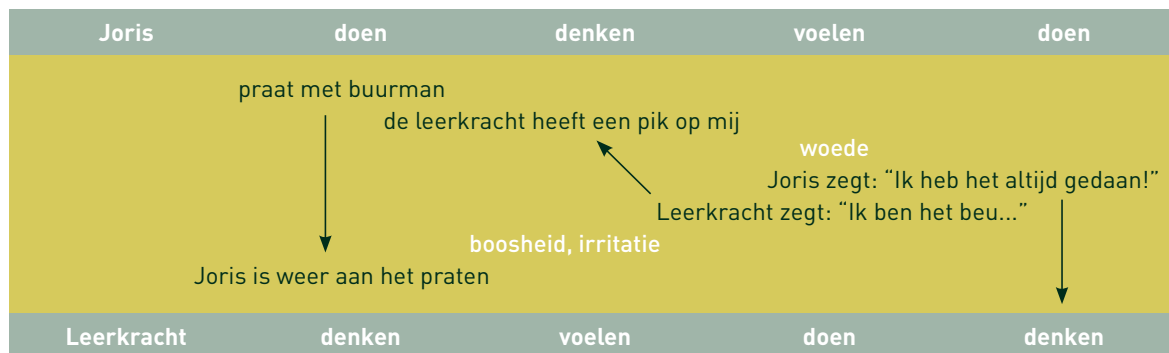 Joris doen denken voelen doen
praat met buurman
de leerkracht heeft een pik op mij
woede
Joris zegt: “Ik heb het altijd gedaan!”
Leerkracht zegt: “Ik ben het beu...”
boosheid, irritatie
Joris is weer aan het praten
Leerkracht denken voelen doen denken